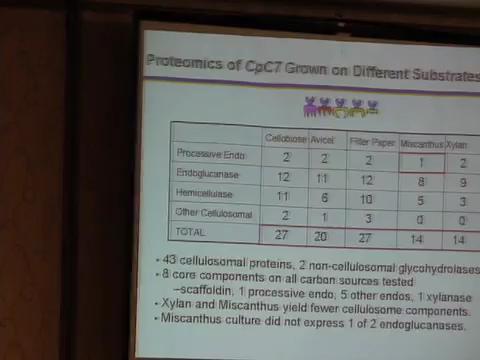 Proteomics of CpC7 Grown on Different Substrates
Cellobiose Avicel Filter Paper Miscanthus Xylan
Processive Endo 2 2 2 1 2
Endoglucanase 12 11 12 8 9
Hemicellulase 11 6 10 5 3
Other Cellulosomal 2 1 3 0 0
TOTAL 27 20 27 14 14
• 43 cellulosomal proteins, 2 non-cellulosomal glycohydrolases
• 8 core components on all carbon sources tested
–scaffoldin, 1 processive endo, 5 other endos, 1 xylanase
• Xylan and Miscanthus yield fewer cellulosome components.
• Miscanthus culture did not express 1 of 2 endoglucanases.